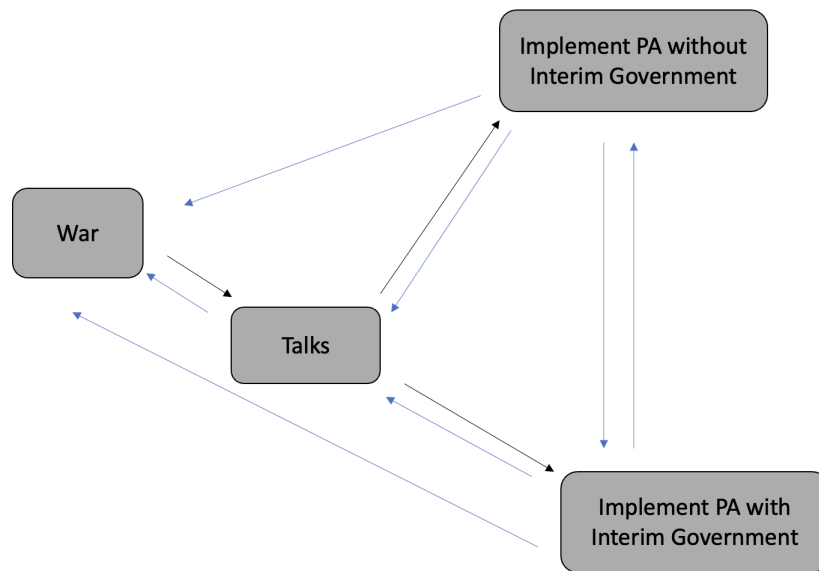 Implement PA without
Interim Government
War
Talks
Implement PA with
Interim Government